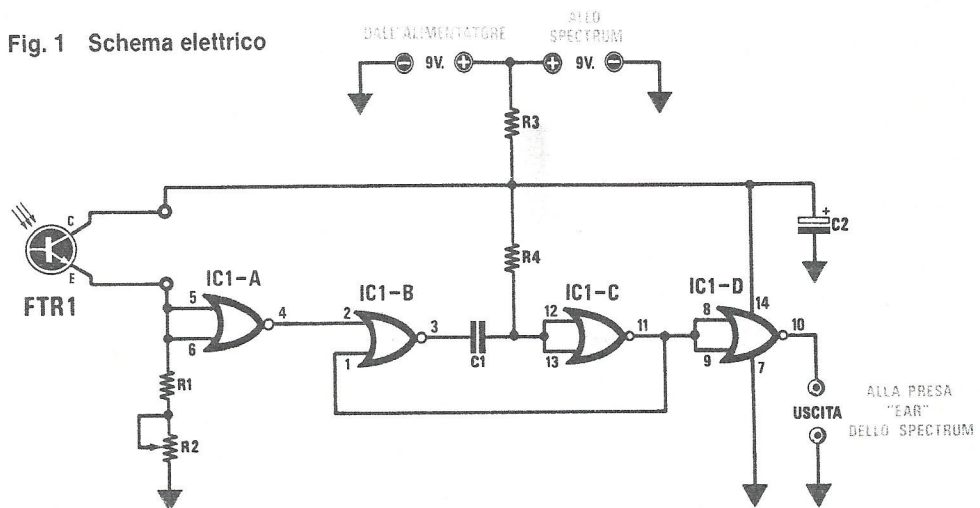 Fig. 1 Schema elettrico
DALL'ALIMENTATORE
ALLO
SPECTRUM
9V.
9V.
R3
C
E
FTR1
R4
+
C2
IC1-A
5
6
4
IC1-B
2
1
3
C1
IC1-C
12
13
11
IC1-D
8
9
14
7
10
R1
R2
USCITA
ALLA PRESA
"EAR"
DELLO SPECTRUM